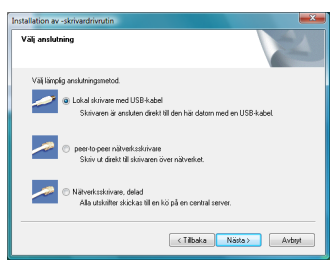 Installation av -skrivardrivrutin
Välj anslutning
Välj lämplig anslutningsmetod.
Lokal skrivare med USB-kabel
Skrivaren är ansluten direkt till den här datorn med en USB-kabel.
peer-to-peer nätverksskrivare
Skriv ut direkt till skrivaren över nätverket.
Nätverksskrivare, delad
Alla utskrifter skickas till en kö på en central server.
< Tillbaka
Nästa >
Avbryt